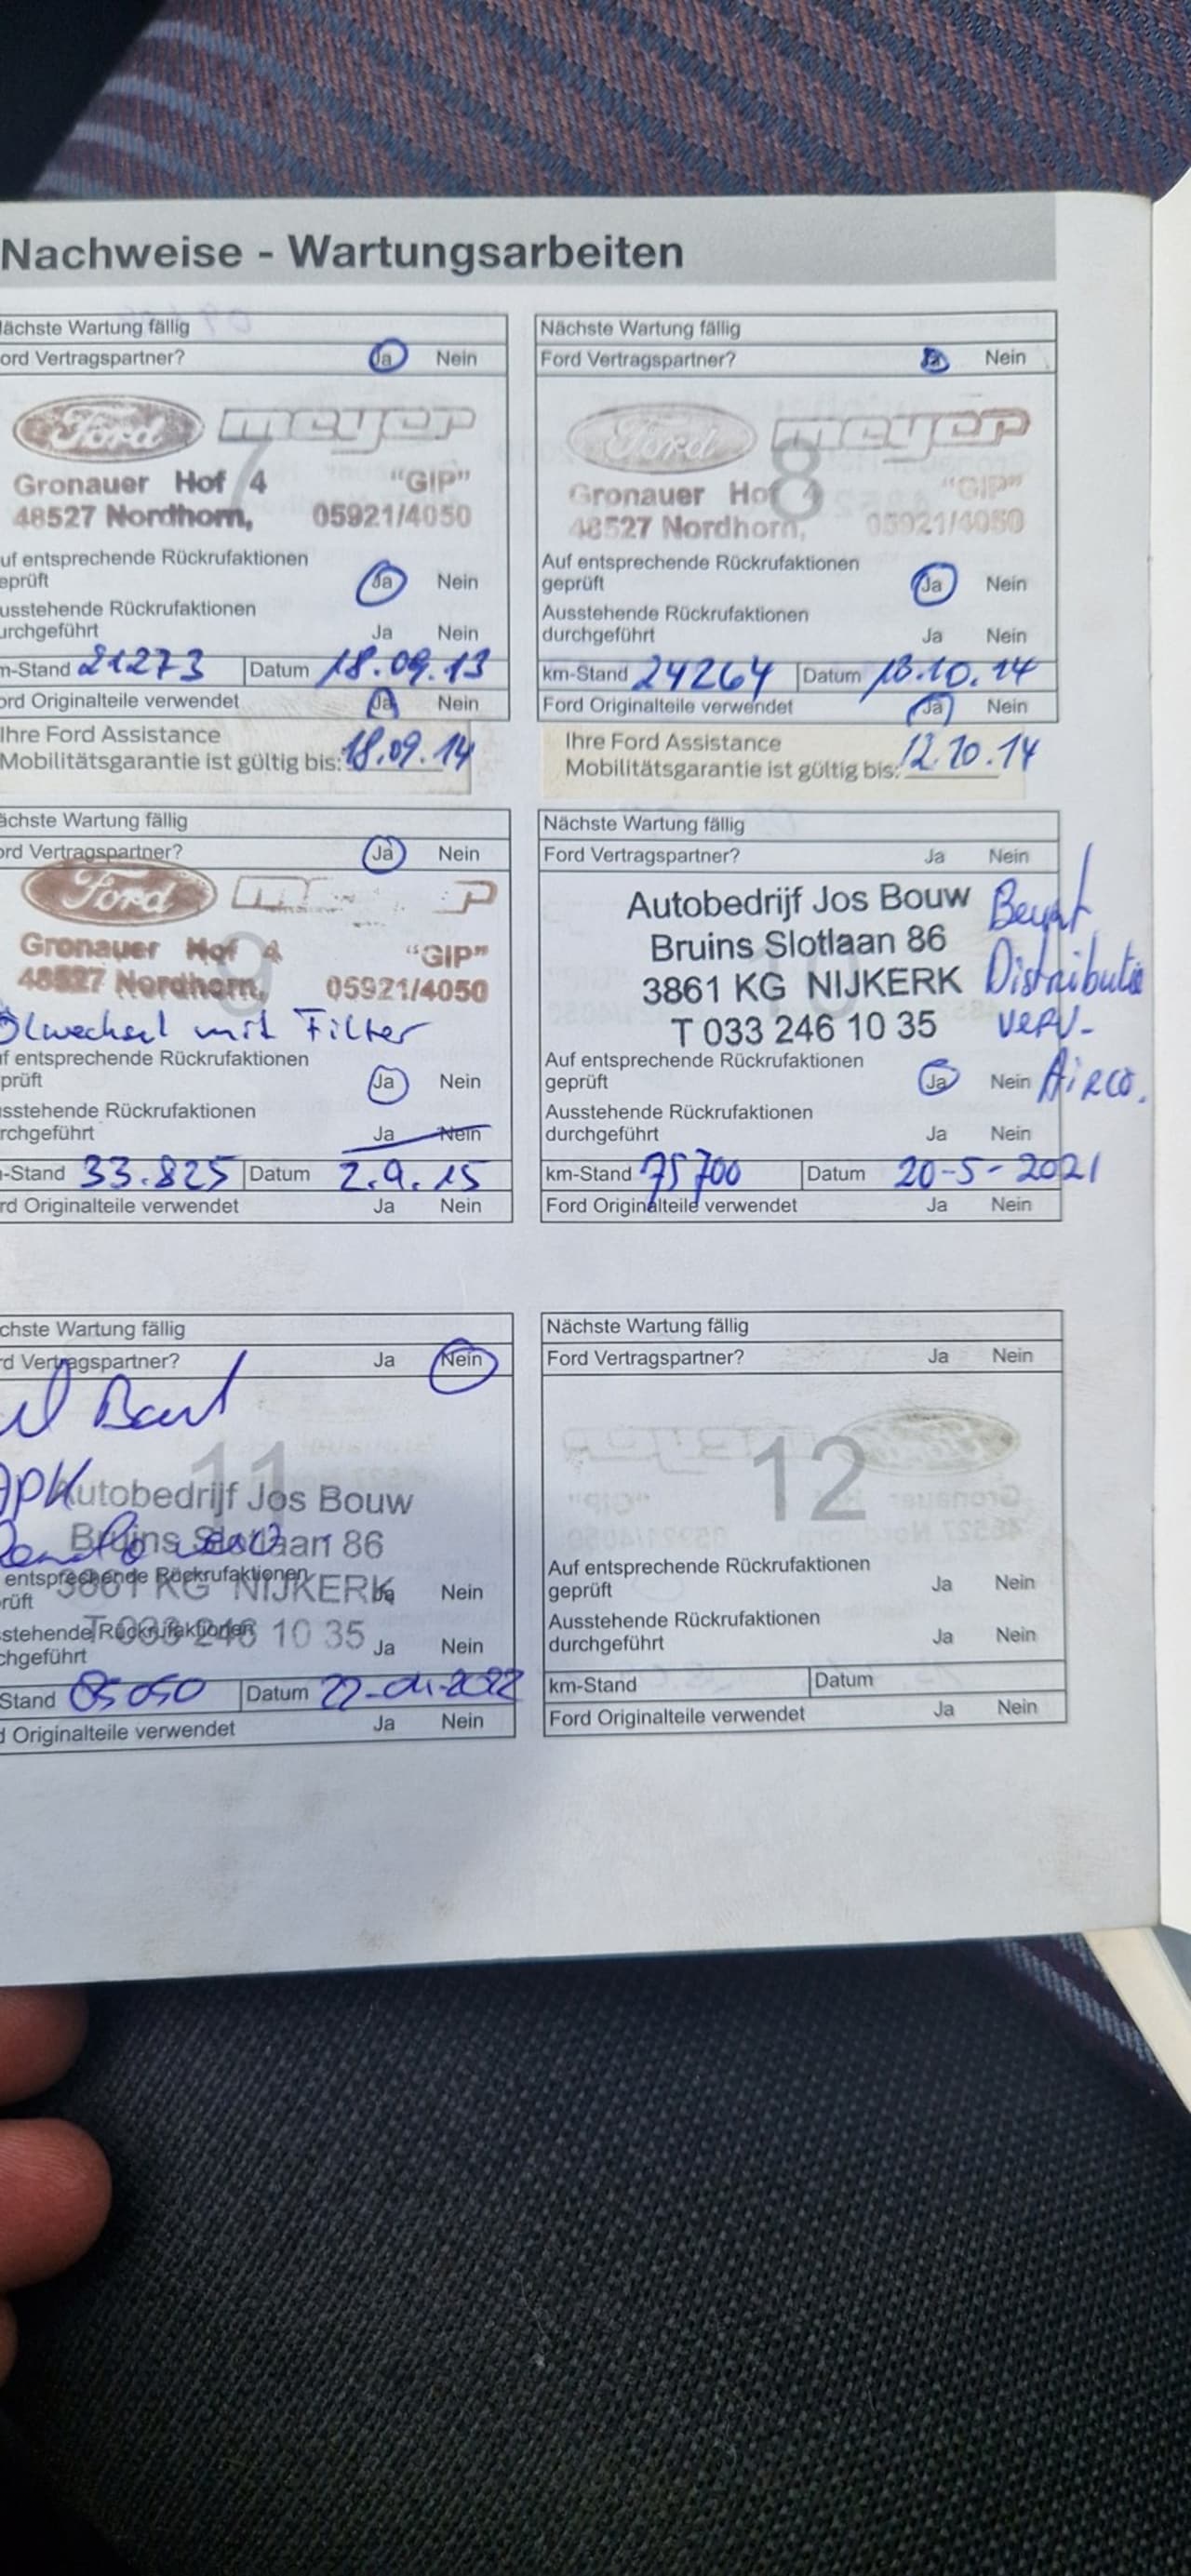 Nachweise - Wartungsarbeiten
ächste Wartung fällig
ord Vertragspartner? Ja Nein
Ford meyer
7
Gronauer Hof 4 "GIP"
48527 Nordhorn, 05921/4050
uf entsprechende Rückrufaktionen
eprüft Ja Nein
usstehende Rückrufaktionen
urchgeführt Ja Nein
m-Stand 21273 Datum 18.09.13
ord Originalteile verwendet Ja Nein
Ihre Ford Assistance
Mobilitätsgarantie ist gültig bis: 18.09.14
Nächste Wartung fällig
Ford Vertragspartner? Ja Nein
Ford meyer
8
Gronauer Hof 4 "GIP"
48527 Nordhorn, 05921/4050
Auf entsprechende Rückrufaktionen
geprüft Ja Nein
Ausstehende Rückrufaktionen
durchgeführt Ja Nein
km-Stand 24264 Datum 13.10.14
Ford Originalteile verwendet Ja Nein
Ihre Ford Assistance
Mobilitätsgarantie ist gültig bis: 12.10.14
ächste Wartung fällig
ord Vertragspartner? Ja Nein
Ford
9
Gronauer Hof 4 "GIP"
48527 Nordhorn, 05921/4050
Ölwechsel mit Filter
f entsprechende Rückrufaktionen
prüft Ja Nein
sstehende Rückrufaktionen
rchgeführt Ja Nein
-Stand 33.825 Datum 2.9.15
rd Originalteile verwendet Ja Nein
Nächste Wartung fällig
Ford Vertragspartner? Ja Nein
10
Autobedrijf Jos Bouw
Bruins Slotlaan 86
3861 KG NIJKERK
T 033 246 10 35
Distributie
verv.
Airco.
Auf entsprechende Rückrufaktionen
geprüft Ja Nein
Ausstehende Rückrufaktionen
durchgeführt Ja Nein
km-Stand 75700 Datum 20-5-2021
Ford Originalteile verwendet Ja Nein
chste Wartung fällig
rd Vertragspartner? Ja Nein
11
APK
Autobedrijf Jos Bouw
Bruins Slotlaan 86
3861 KG NIJKERK
T 033 246 10 35
entsprechende Rückrufaktionen
rüft Ja Nein
stehende Rückrufaktionen
chgeführt Ja Nein
Stand 85050 Datum 22-04-2022
d Originalteile verwendet Ja Nein
Nächste Wartung fällig
Ford Vertragspartner? Ja Nein
12
Auf entsprechende Rückrufaktionen
geprüft Ja Nein
Ausstehende Rückrufaktionen
durchgeführt Ja Nein
km-Stand Datum
Ford Originalteile verwendet Ja Nein